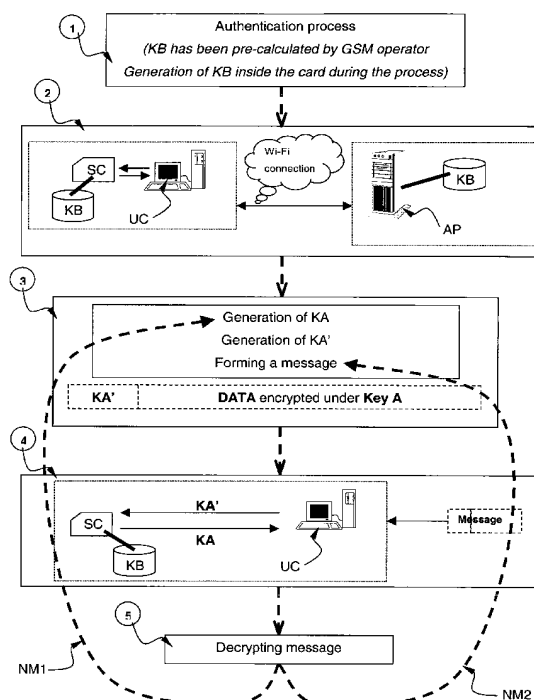 1
Authentication process
(KB has been pre-calculated by GSM operator
Generation of KB inside the card during the process)
2
SC
KB
UC
Wi-Fi
connection
KB
AP
3
Generation of KA
Generation of KA'
Forming a message
KA' DATA encrypted under Key A
4
KA'
SC
KA
KB
UC
Message
5
Decrypting message
NM1
NM2